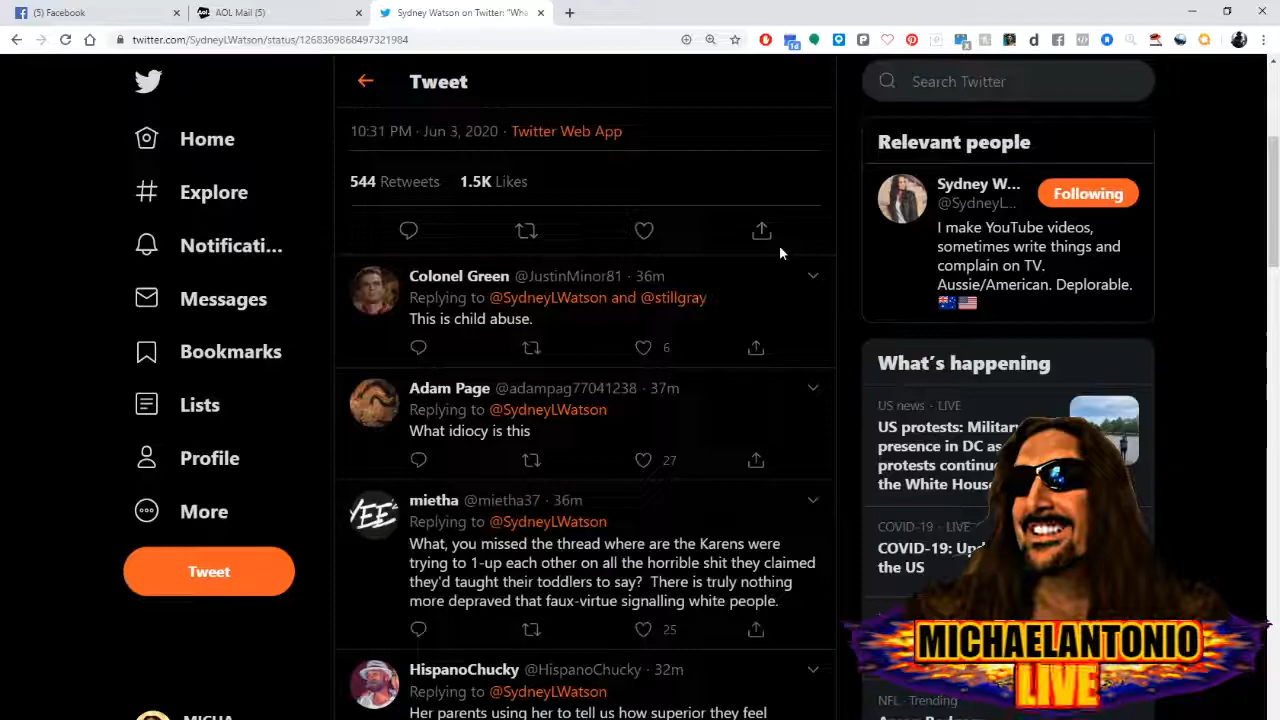 (5) Facebook
AOL Mail (5)
Sydney Watson on Twitter: "Wha
twitter.com/SydneyLWatson/status/1268369868497321984
Home
Explore
Notificati...
Messages
Bookmarks
Lists
Profile
More
Tweet
Tweet
10:31 PM · Jun 3, 2020 · Twitter Web App
544 Retweets 1.5K Likes
Colonel Green @JustinMinor81 · 36m
Replying to @SydneyLWatson and @stillgray
This is child abuse.
6
Adam Page @adampag77041238 · 37m
Replying to @SydneyLWatson
What idiocy is this
27
mietha @mietha37 · 36m
Replying to @SydneyLWatson
What, you missed the thread where are the Karens were
trying to 1-up each other on all the horrible shit they claimed
they'd taught their toddlers to say? There is truly nothing
more depraved that faux-virtue signalling white people.
25
HispanoChucky @HispanoChucky · 32m
Replying to @SydneyLWatson
Her parents using her to tell us how superior they feel
Search Twitter
Relevant people
Sydney W...
@SydneyL...
Following
I make YouTube videos,
sometimes write things and
complain on TV.
Aussie/American. Deplorable.
What's happening
US news · LIVE
US protests: Militar
presence in DC as
protests continu
the White Hous
COVID-19 · LIVE
COVID-19: Up
the US
MICHAELANTONIO
LIVE
NFL · Trending